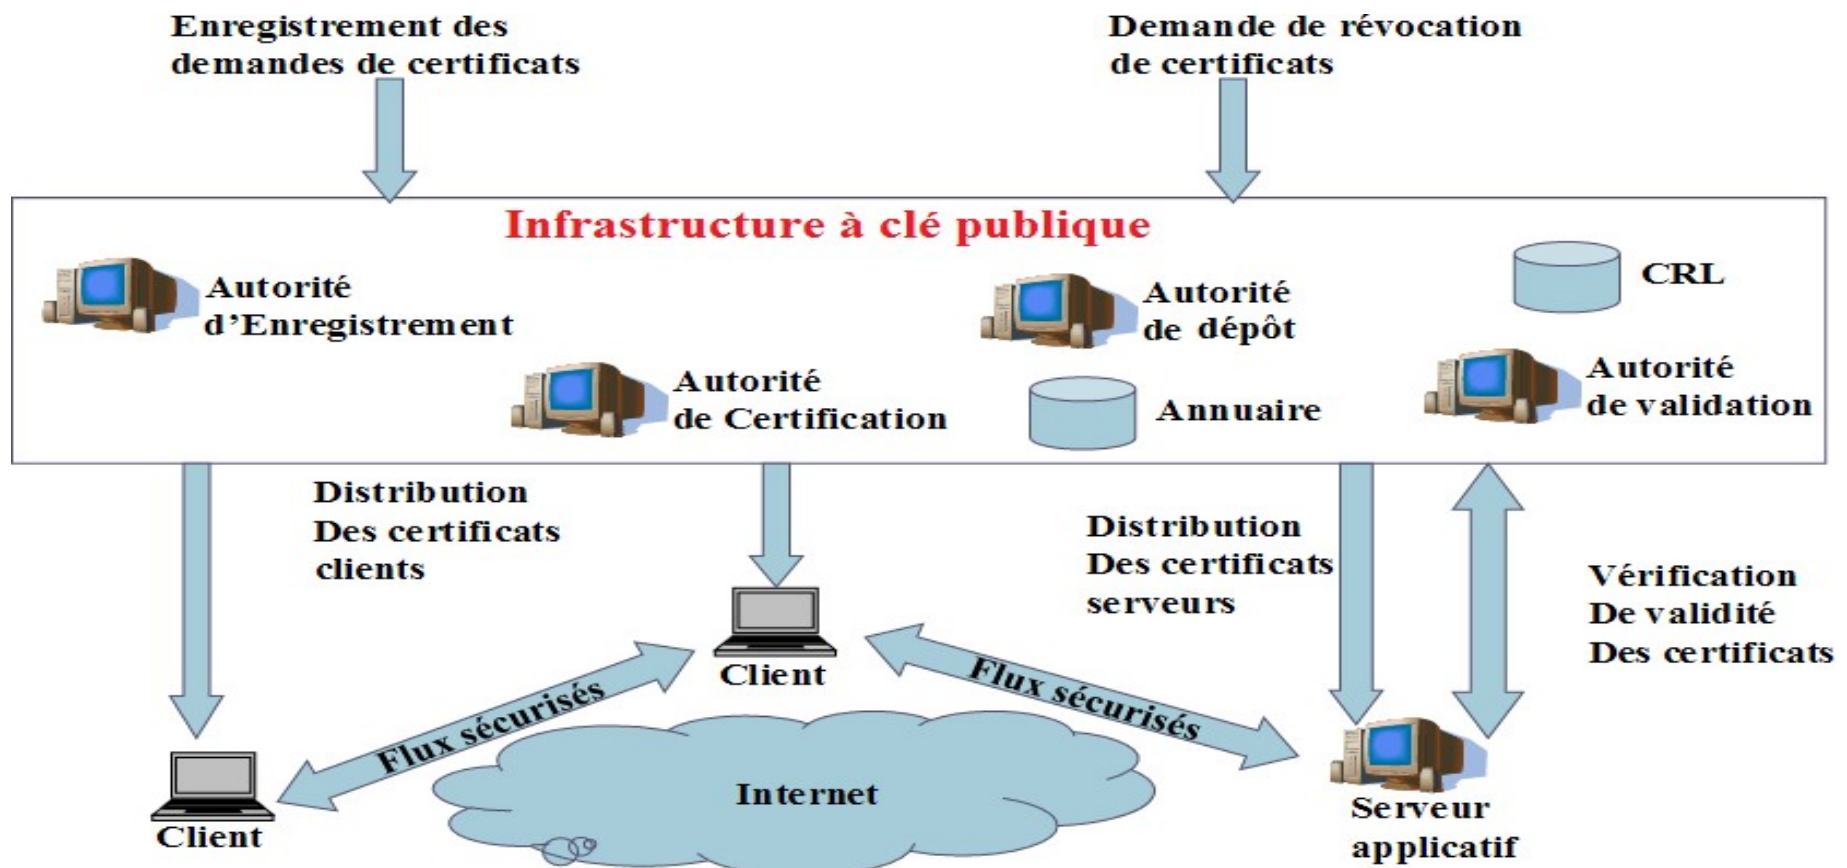 Enregistrement des
demandes de certificats
Demande de révocation
de certificats
Infrastructure à clé publique
Autorité
d'Enregistrement
Autorité
de Certification
Autorité
de dépôt
Annuaire
CRL
Autorité
de validation
Distribution
Des certificats
clients
Distribution
Des certificats
serveurs
Vérification
De validité
Des certificats
Client
Flux sécurisés
Flux sécurisés
Internet
Client
Serveur
applicatif